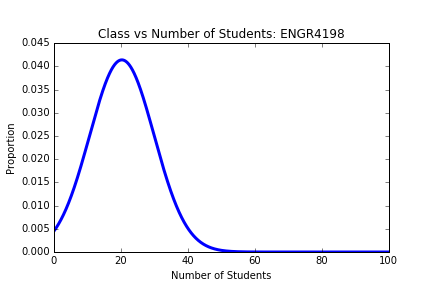 Class vs Number of Students: ENGR4198
0.045
0.040
0.035
0.030
0.025
0.020
0.015
0.010
0.005
0.000
Proportion
0 20 40 60 80 100
Number of Students